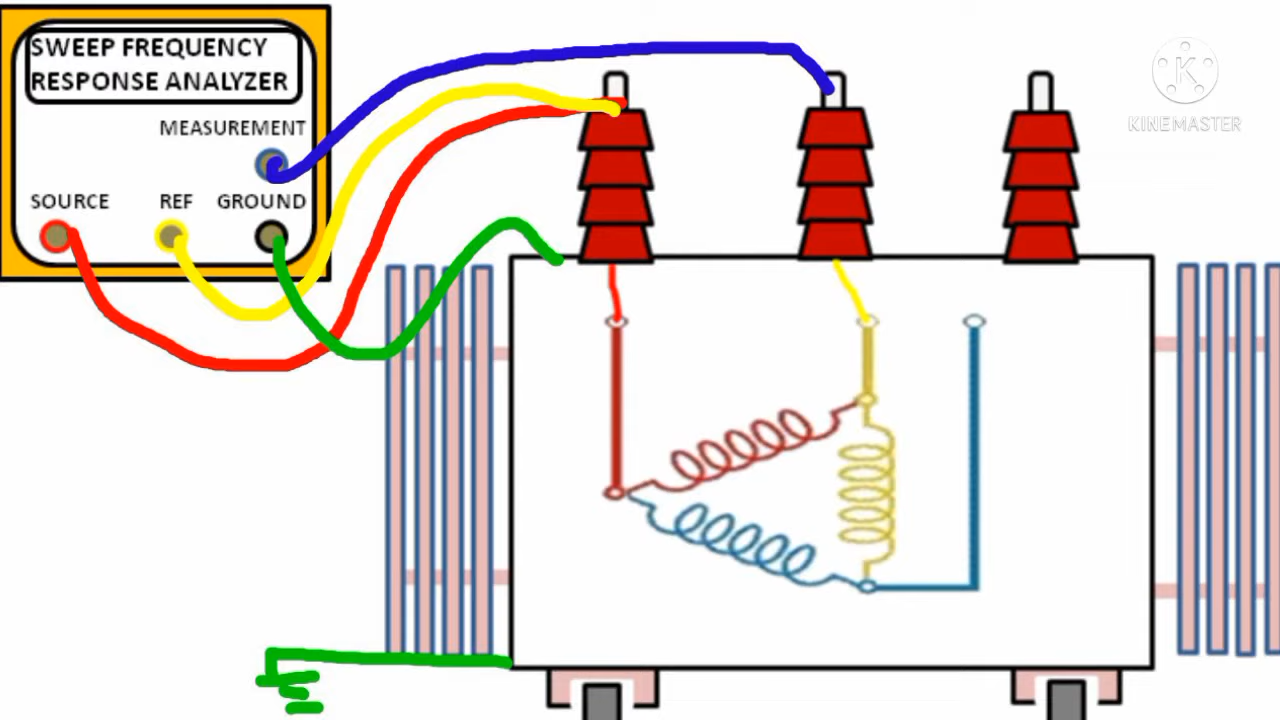 SWEEP FREQUENCY
RESPONSE ANALYZER
MEASUREMENT
SOURCE REF GROUND
K
KINEMASTER